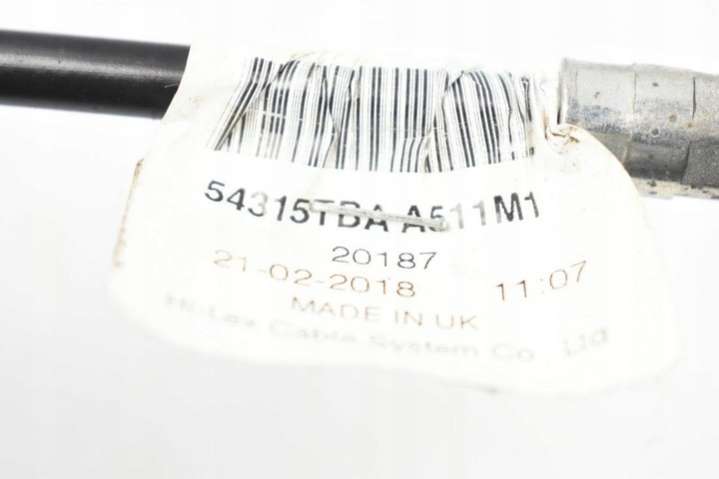 54315TBA A511M1
20187
21-02-2018 11:07
MADE IN UK
Hi-Lex Cable System Co., Ltd